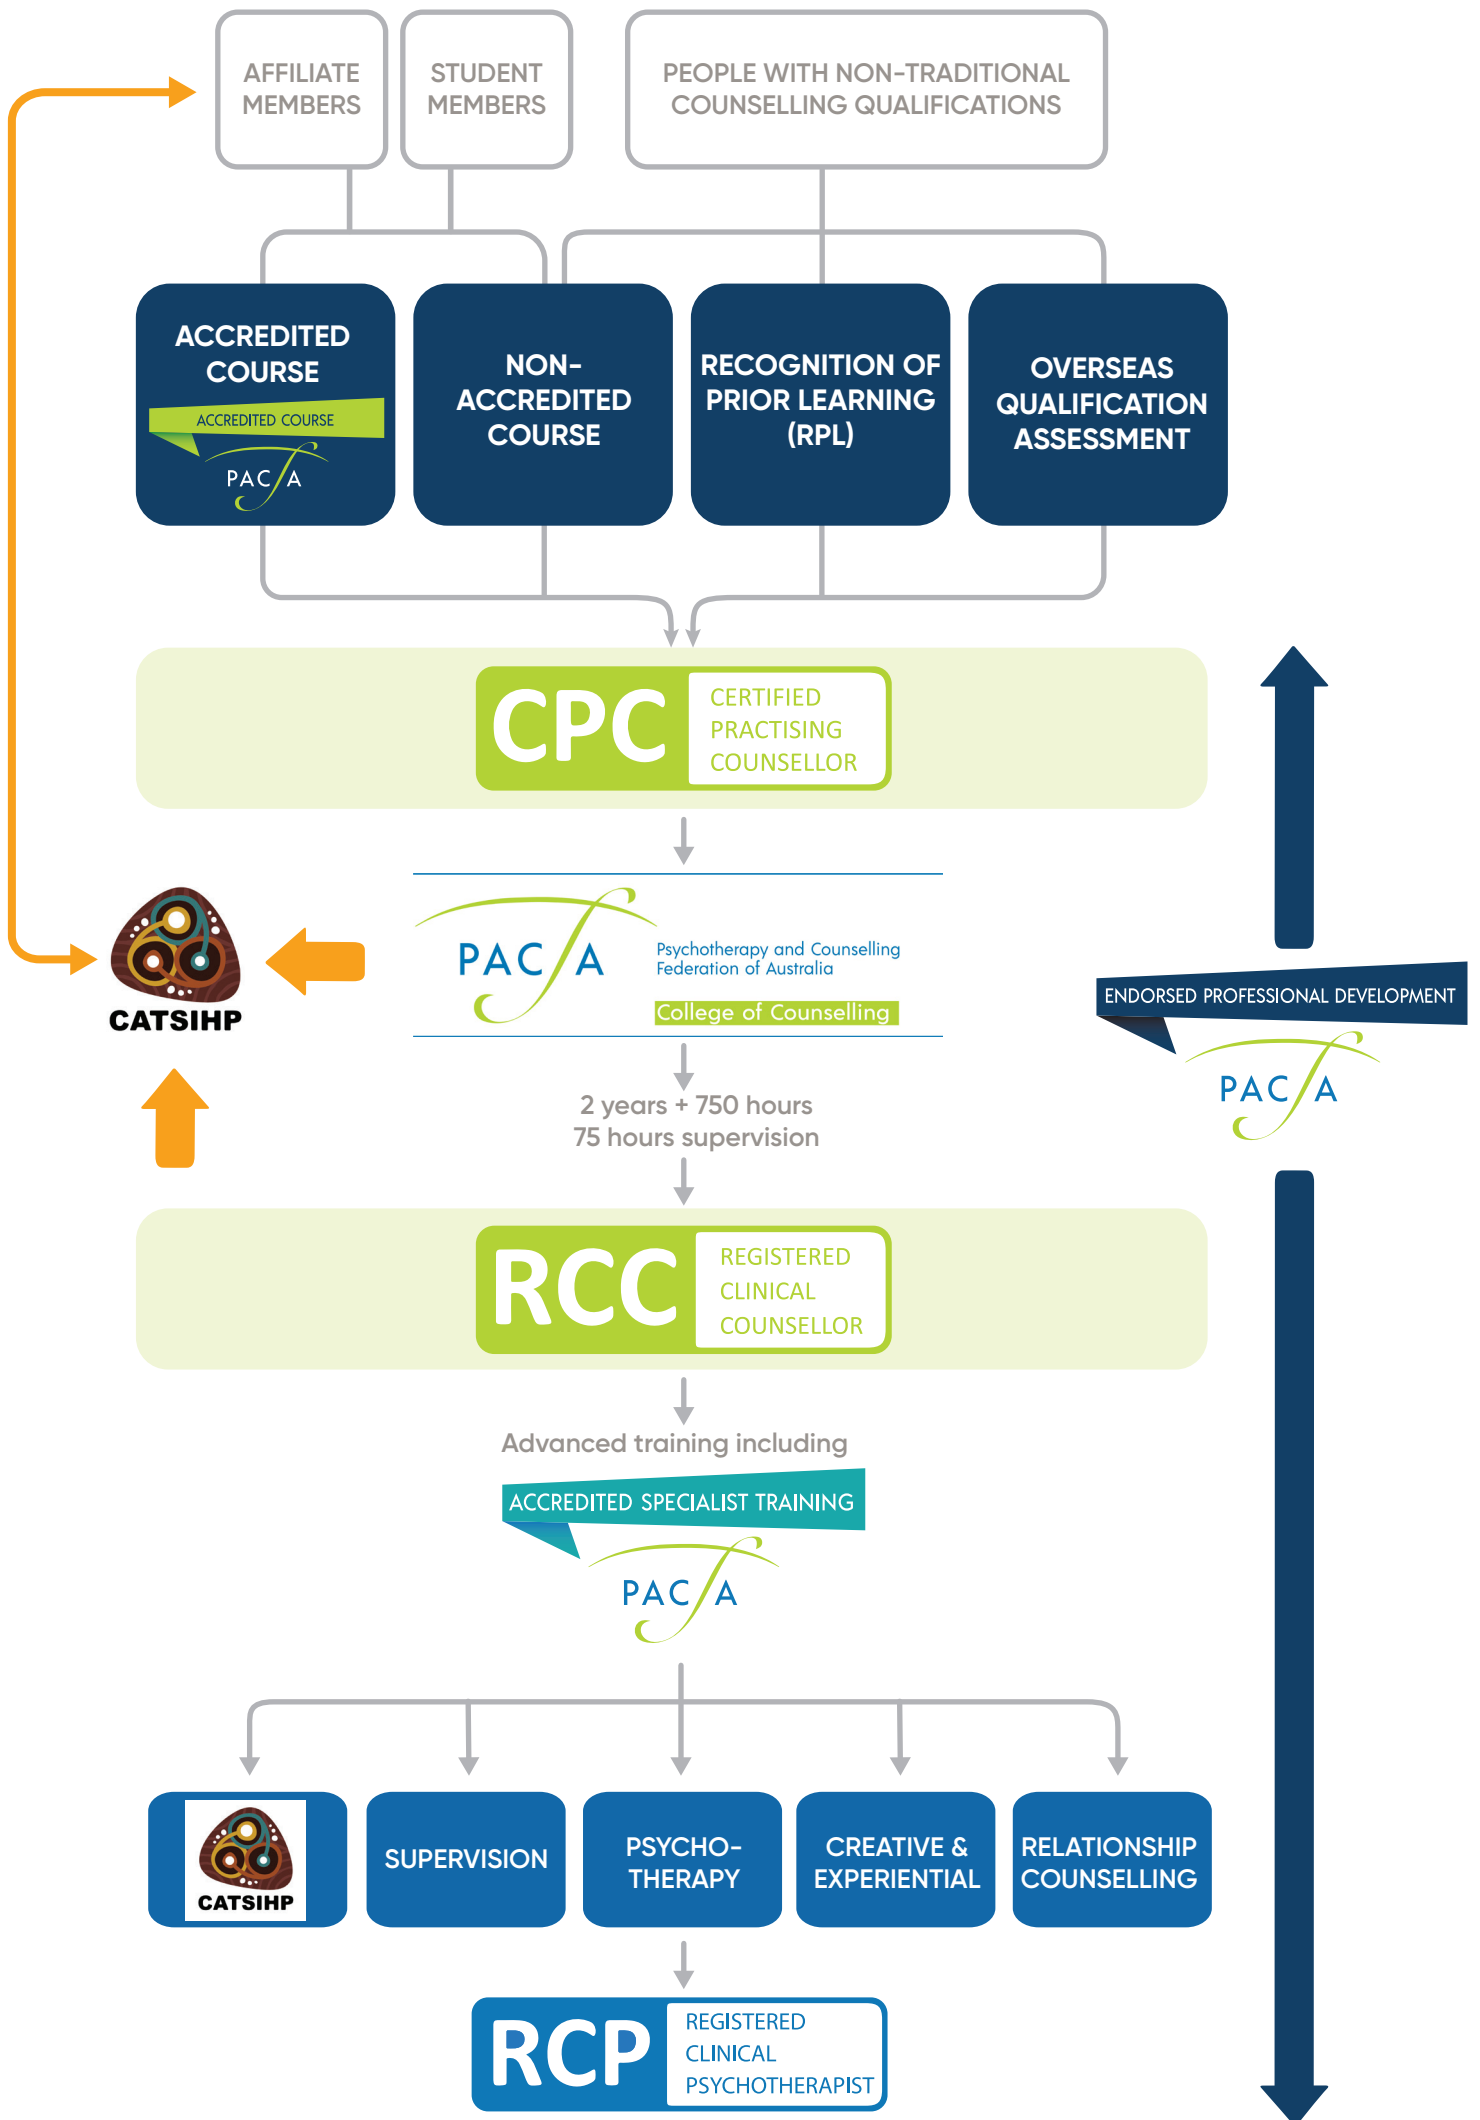 AFFILIATE
MEMBERS
STUDENT
MEMBERS
PEOPLE WITH NON-TRADITIONAL
COUNSELLING QUALIFICATIONS
ACCREDITED
COURSE
ACCREDITED COURSE
PACFA
NON-
ACCREDITED
COURSE
RECOGNITION OF
PRIOR LEARNING
(RPL)
OVERSEAS
QUALIFICATION
ASSESSMENT
CPC
CERTIFIED
PRACTISING
COUNSELLOR
CATSIHP
PACFA
Psychotherapy and Counselling
Federation of Australia
College of Counselling
ENDORSED PROFESSIONAL DEVELOPMENT
PACFA
2 years + 750 hours
75 hours supervision
RCC
REGISTERED
CLINICAL
COUNSELLOR
Advanced training including
ACCREDITED SPECIALIST TRAINING
PACFA
CATSIHP
SUPERVISION
PSYCHO-
THERAPY
CREATIVE &
EXPERIENTIAL
RELATIONSHIP
COUNSELLING
RCP
REGISTERED
CLINICAL
PSYCHOTHERAPIST